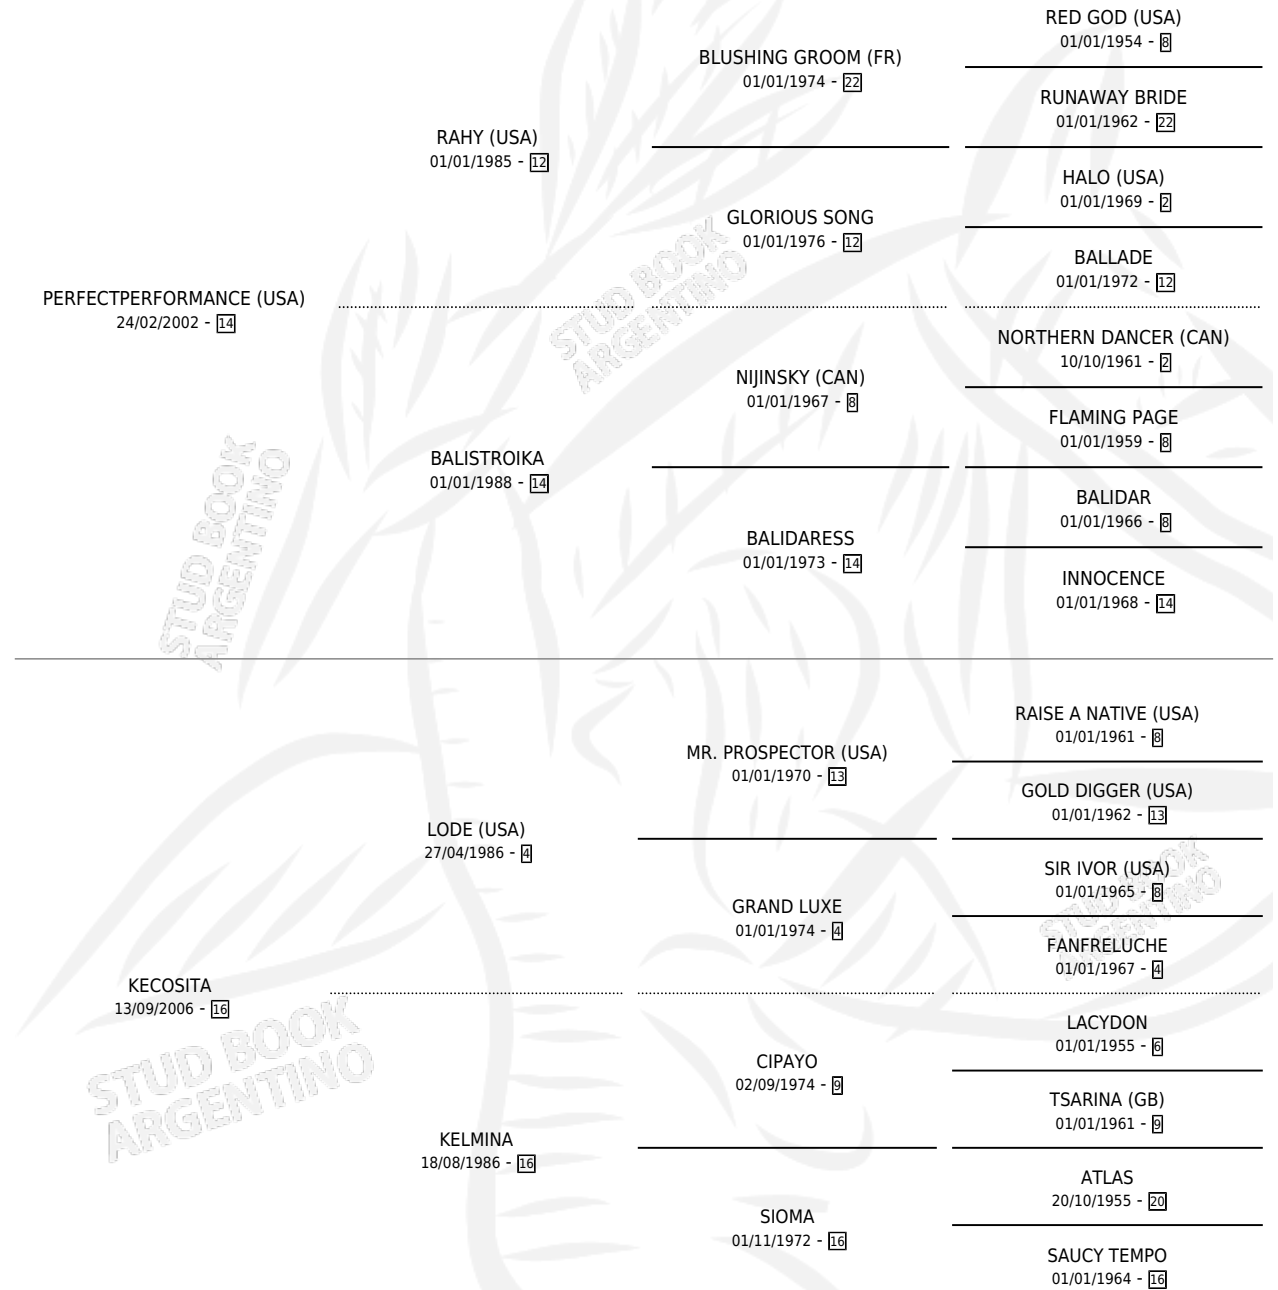 RED GOD (USA)
01/01/1954 - 8
BLUSHING GROOM (FR)
01/01/1974 - 22
RUNAWAY BRIDE
01/01/1962 - 22
RAHY (USA)
01/01/1985 - 12
HALO (USA)
01/01/1969 - 2
GLORIOUS SONG
01/01/1976 - 12
BALLADE
01/01/1972 - 12
PERFECTPERFORMANCE (USA)
24/02/2002 - 14
NORTHERN DANCER (CAN)
10/10/1961 - 2
NIJINSKY (CAN)
01/01/1967 - 8
FLAMING PAGE
01/01/1959 - 8
BALISTROIKA
01/01/1988 - 14
BALIDAR
01/01/1966 - 8
BALIDARESS
01/01/1973 - 14
INNOCENCE
01/01/1968 - 14
STUD BOOK
ARGENTINO
STUD BOOK
ARGENTINO
RAISE A NATIVE (USA)
01/01/1961 - 8
MR. PROSPECTOR (USA)
01/01/1970 - 13
GOLD DIGGER (USA)
01/01/1962 - 13
LODE (USA)
27/04/1986 - 4
SIR IVOR (USA)
01/01/1965 - 8
GRAND LUXE
01/01/1974 - 4
FANFRELUCHE
01/01/1967 - 4
KECOSITA
13/09/2006 - 16
LACYDON
01/01/1955 - 6
CIPAYO
02/09/1974 - 9
TSARINA (GB)
01/01/1961 - 9
KELMINA
18/08/1986 - 16
ATLAS
20/10/1955 - 20
SIOMA
01/11/1972 - 16
SAUCY TEMPO
01/01/1964 - 16
STUD BOOK
ARGENTINO
STUD BOOK
ARGENTINO